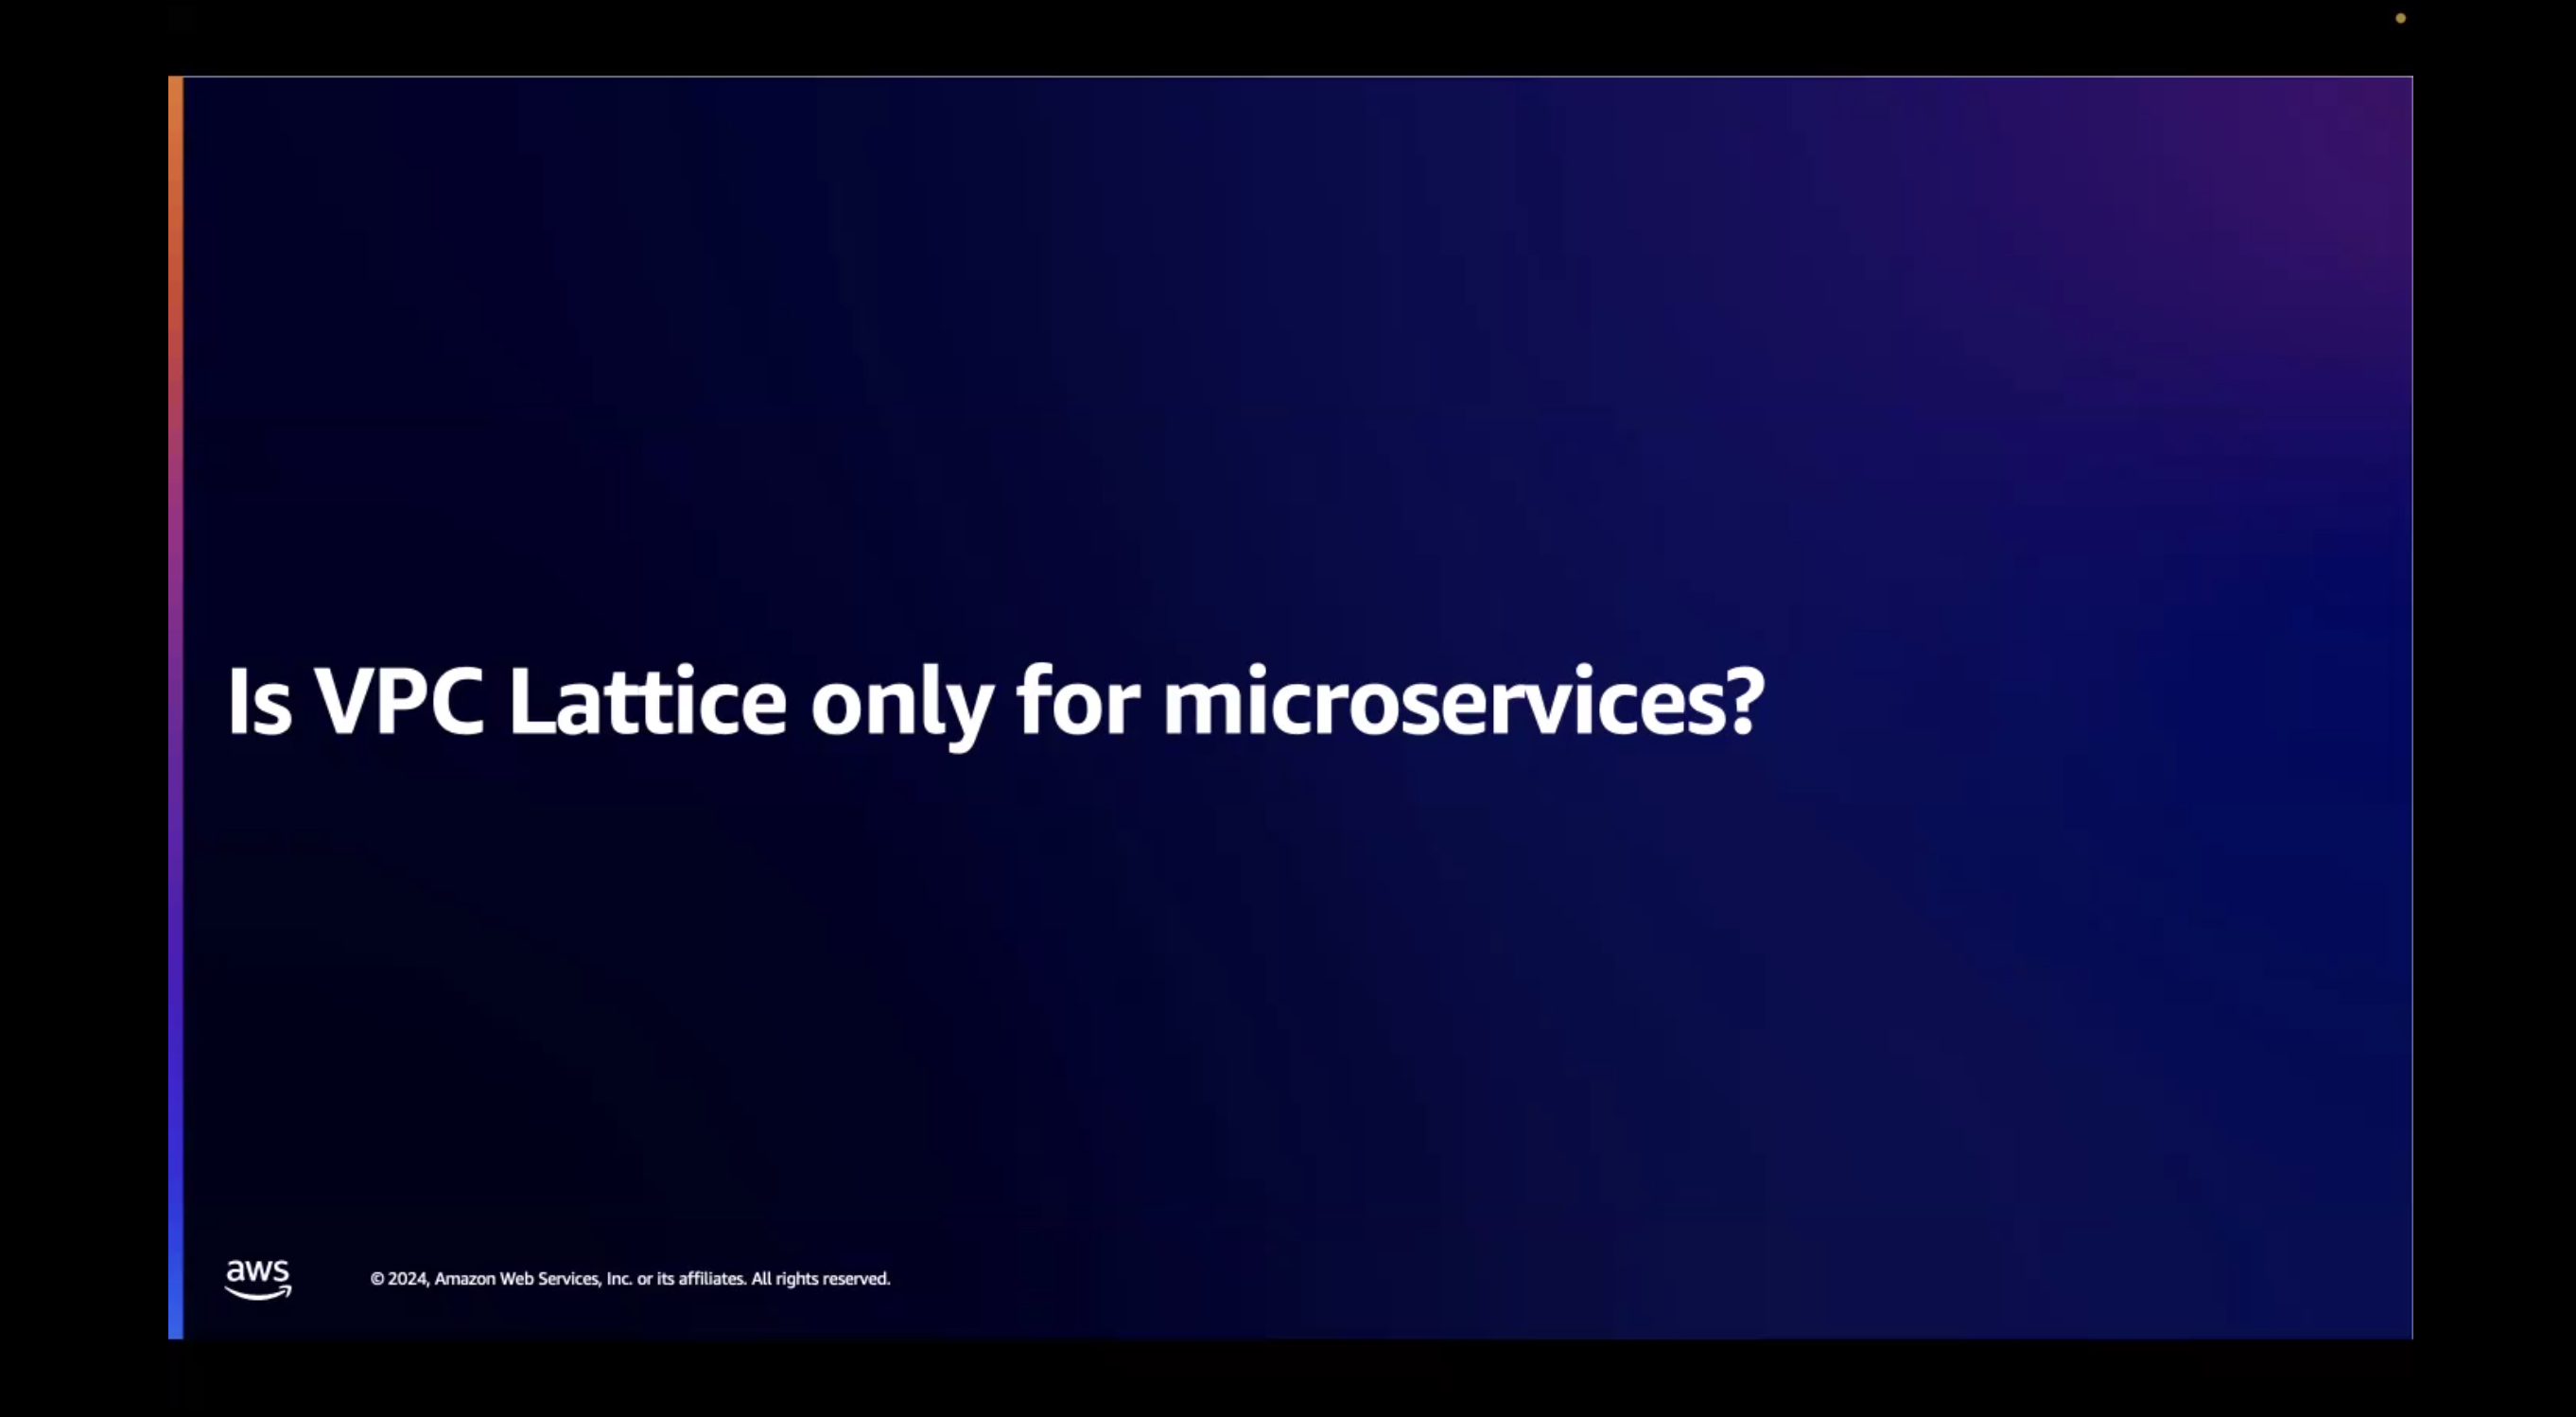 Is VPC Lattice only for microservices?
aws
© 2024, Amazon Web Services, Inc. or its affiliates. All rights reserved.